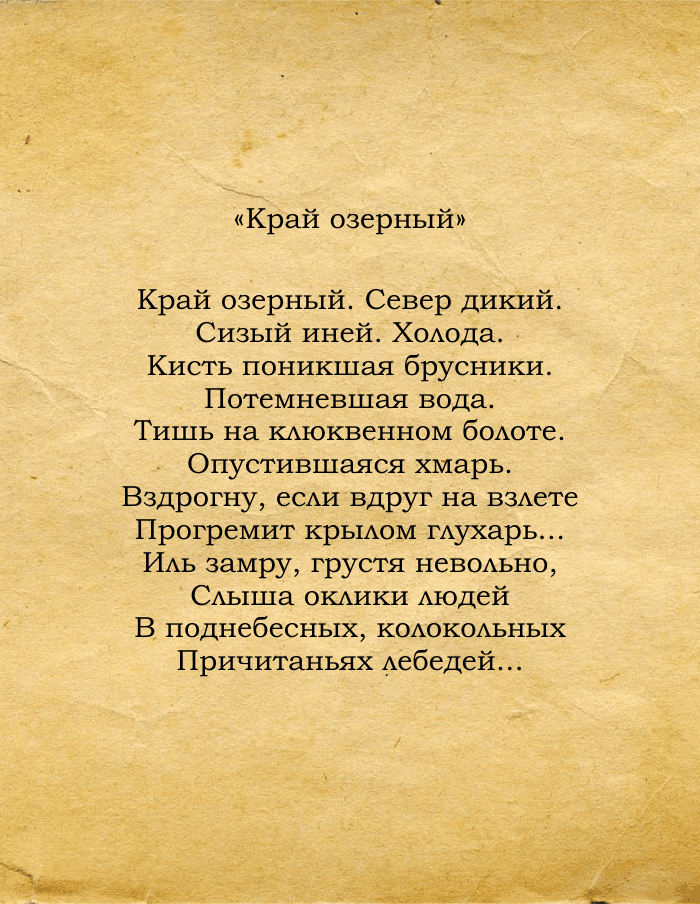 «Край озерный»
Край озерный. Север дикий.
Сизый иней. Холода.
Кисть поникшая брусники.
Потемневшая вода.
Тишь на клюквенном болоте.
Опустившаяся хмарь.
Вздрогну, если вдруг на взлете
Прогремит крылом глухарь...
Иль замру, грустя невольно,
Слыша оклики людей
В поднебесных, колокольных
Причитаньях лебедей...